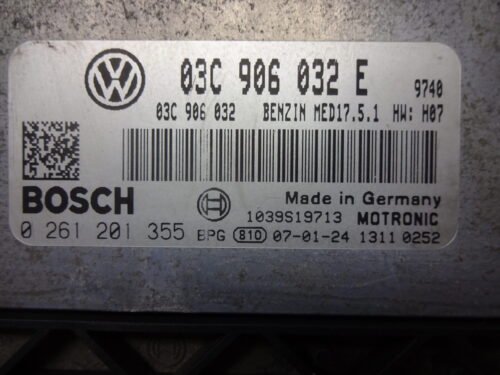 03C 906 032 E 9740
03C 906 032 BENZIN MED17.5.1 HW: H07
BOSCH Made in Germany
1039S19713 MOTRONIC
0 261 201 355 BPG 810 07-01-24 1311 0252